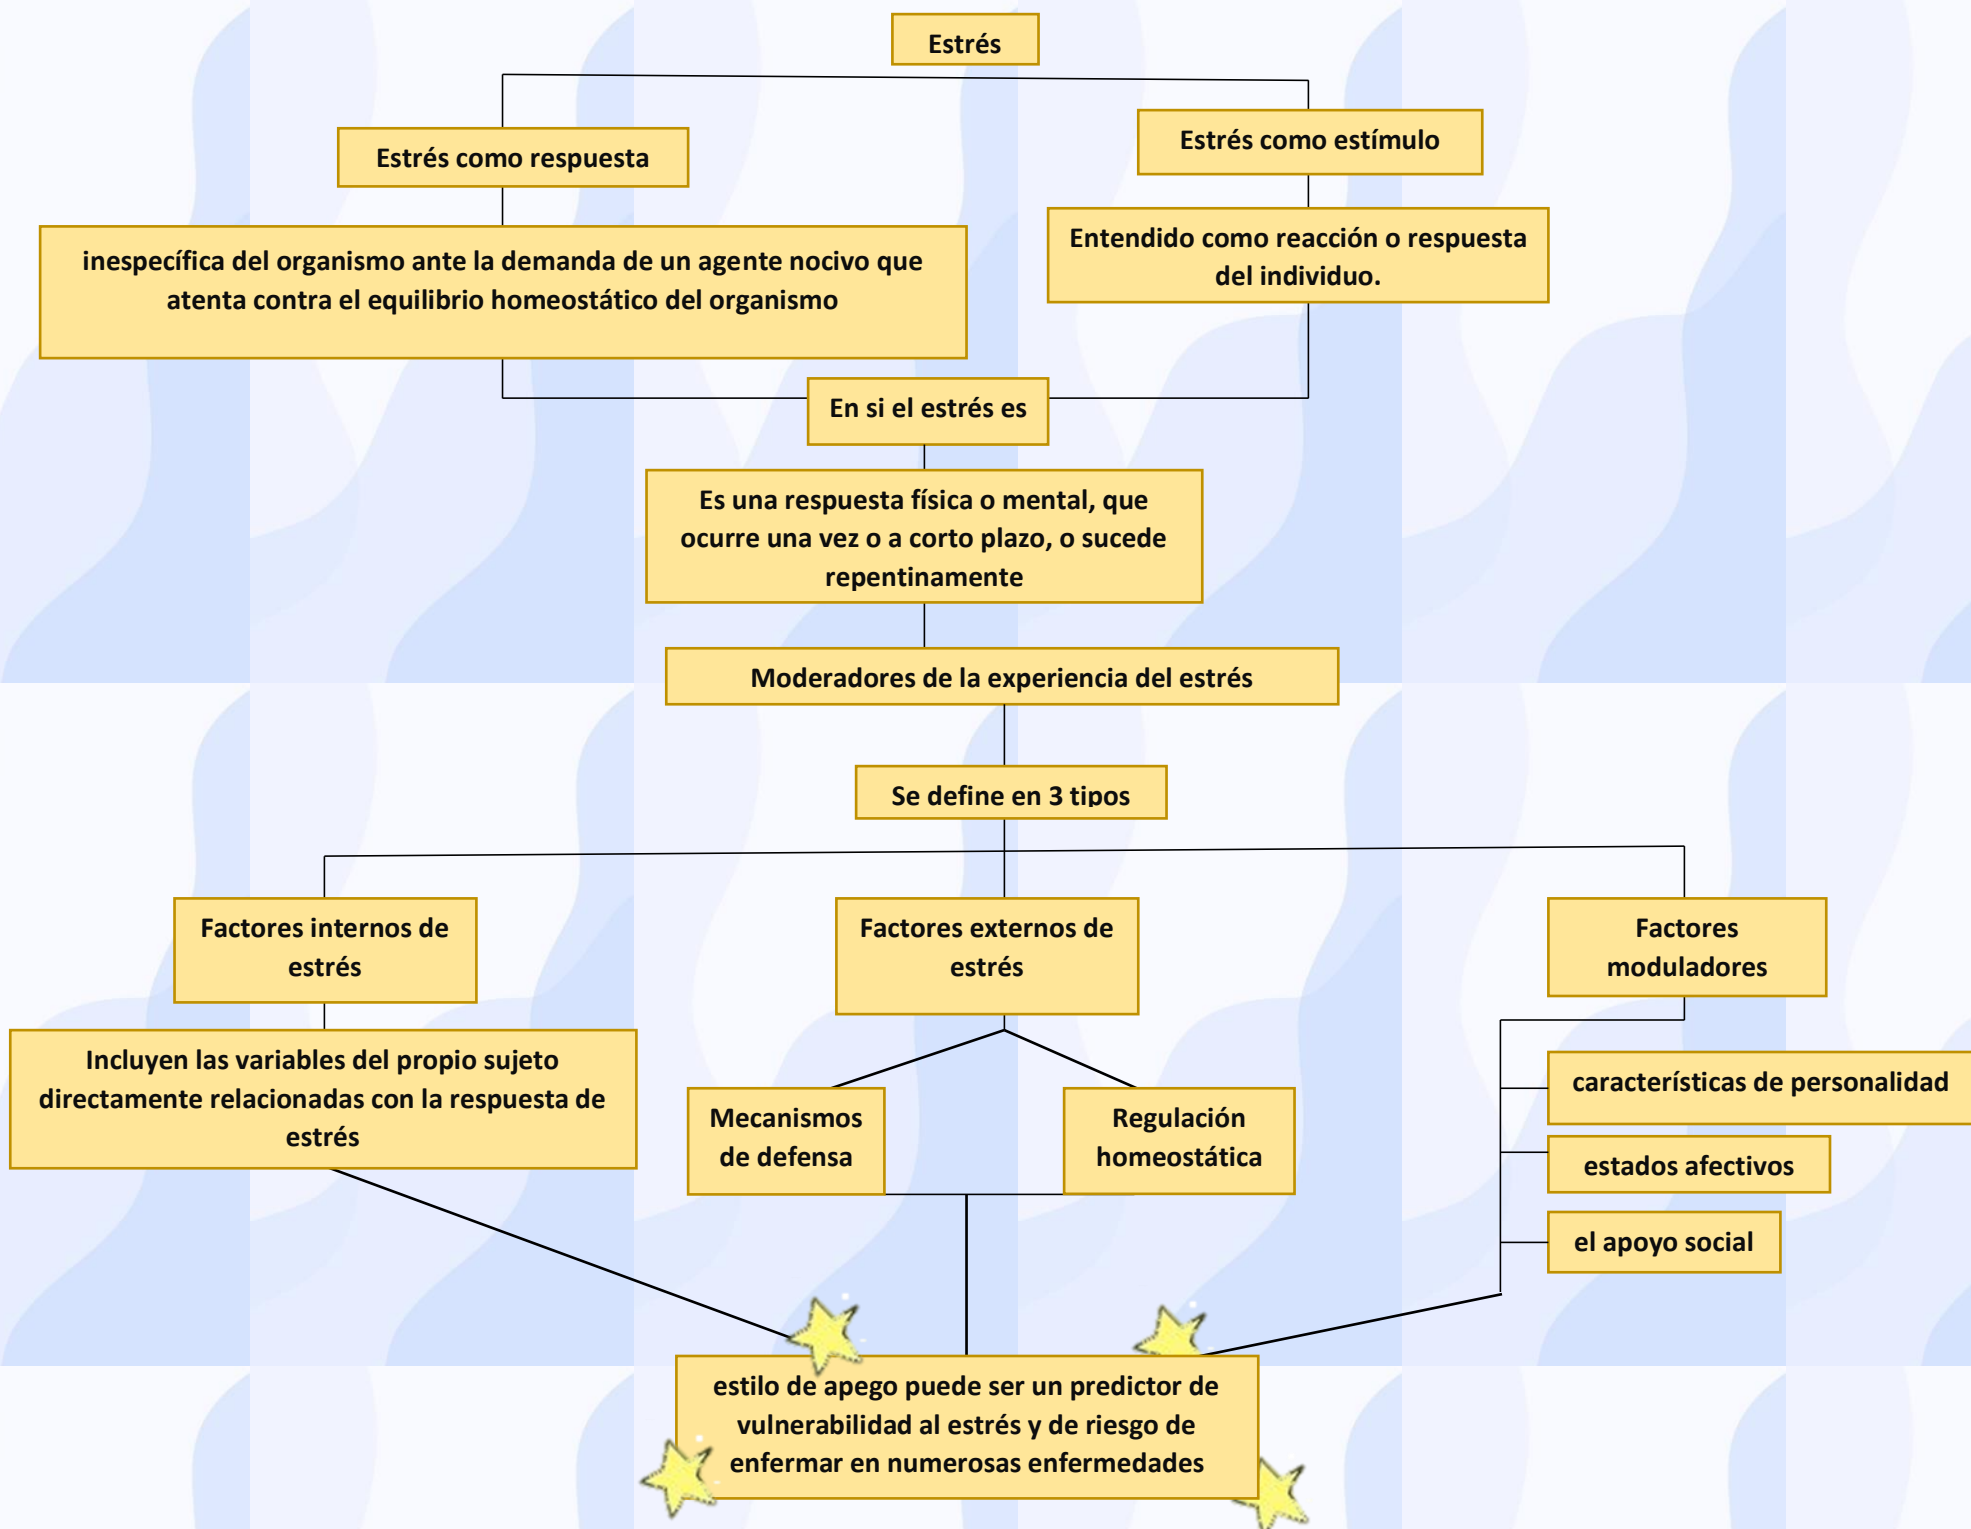 Estrés
Estrés como respuesta
Estrés como estímulo
inespecífica del organismo ante la demanda de un agente nocivo que
atenta contra el equilibrio homeostático del organismo
Entendido como reacción o respuesta
del individuo.
En si el estrés es
Es una respuesta física o mental, que
ocurre una vez o a corto plazo, o sucede
repentinamente
Moderadores de la experiencia del estrés
Se define en 3 tipos
Factores internos de
estrés
Factores externos de
estrés
Factores
moduladores
Incluyen las variables del propio sujeto
directamente relacionadas con la respuesta de
estrés
Mecanismos
de defensa
Regulación
homeostática
características de personalidad
estados afectivos
el apoyo social
estilo de apego puede ser un predictor de
vulnerabilidad al estrés y de riesgo de
enfermar en numerosas enfermedades